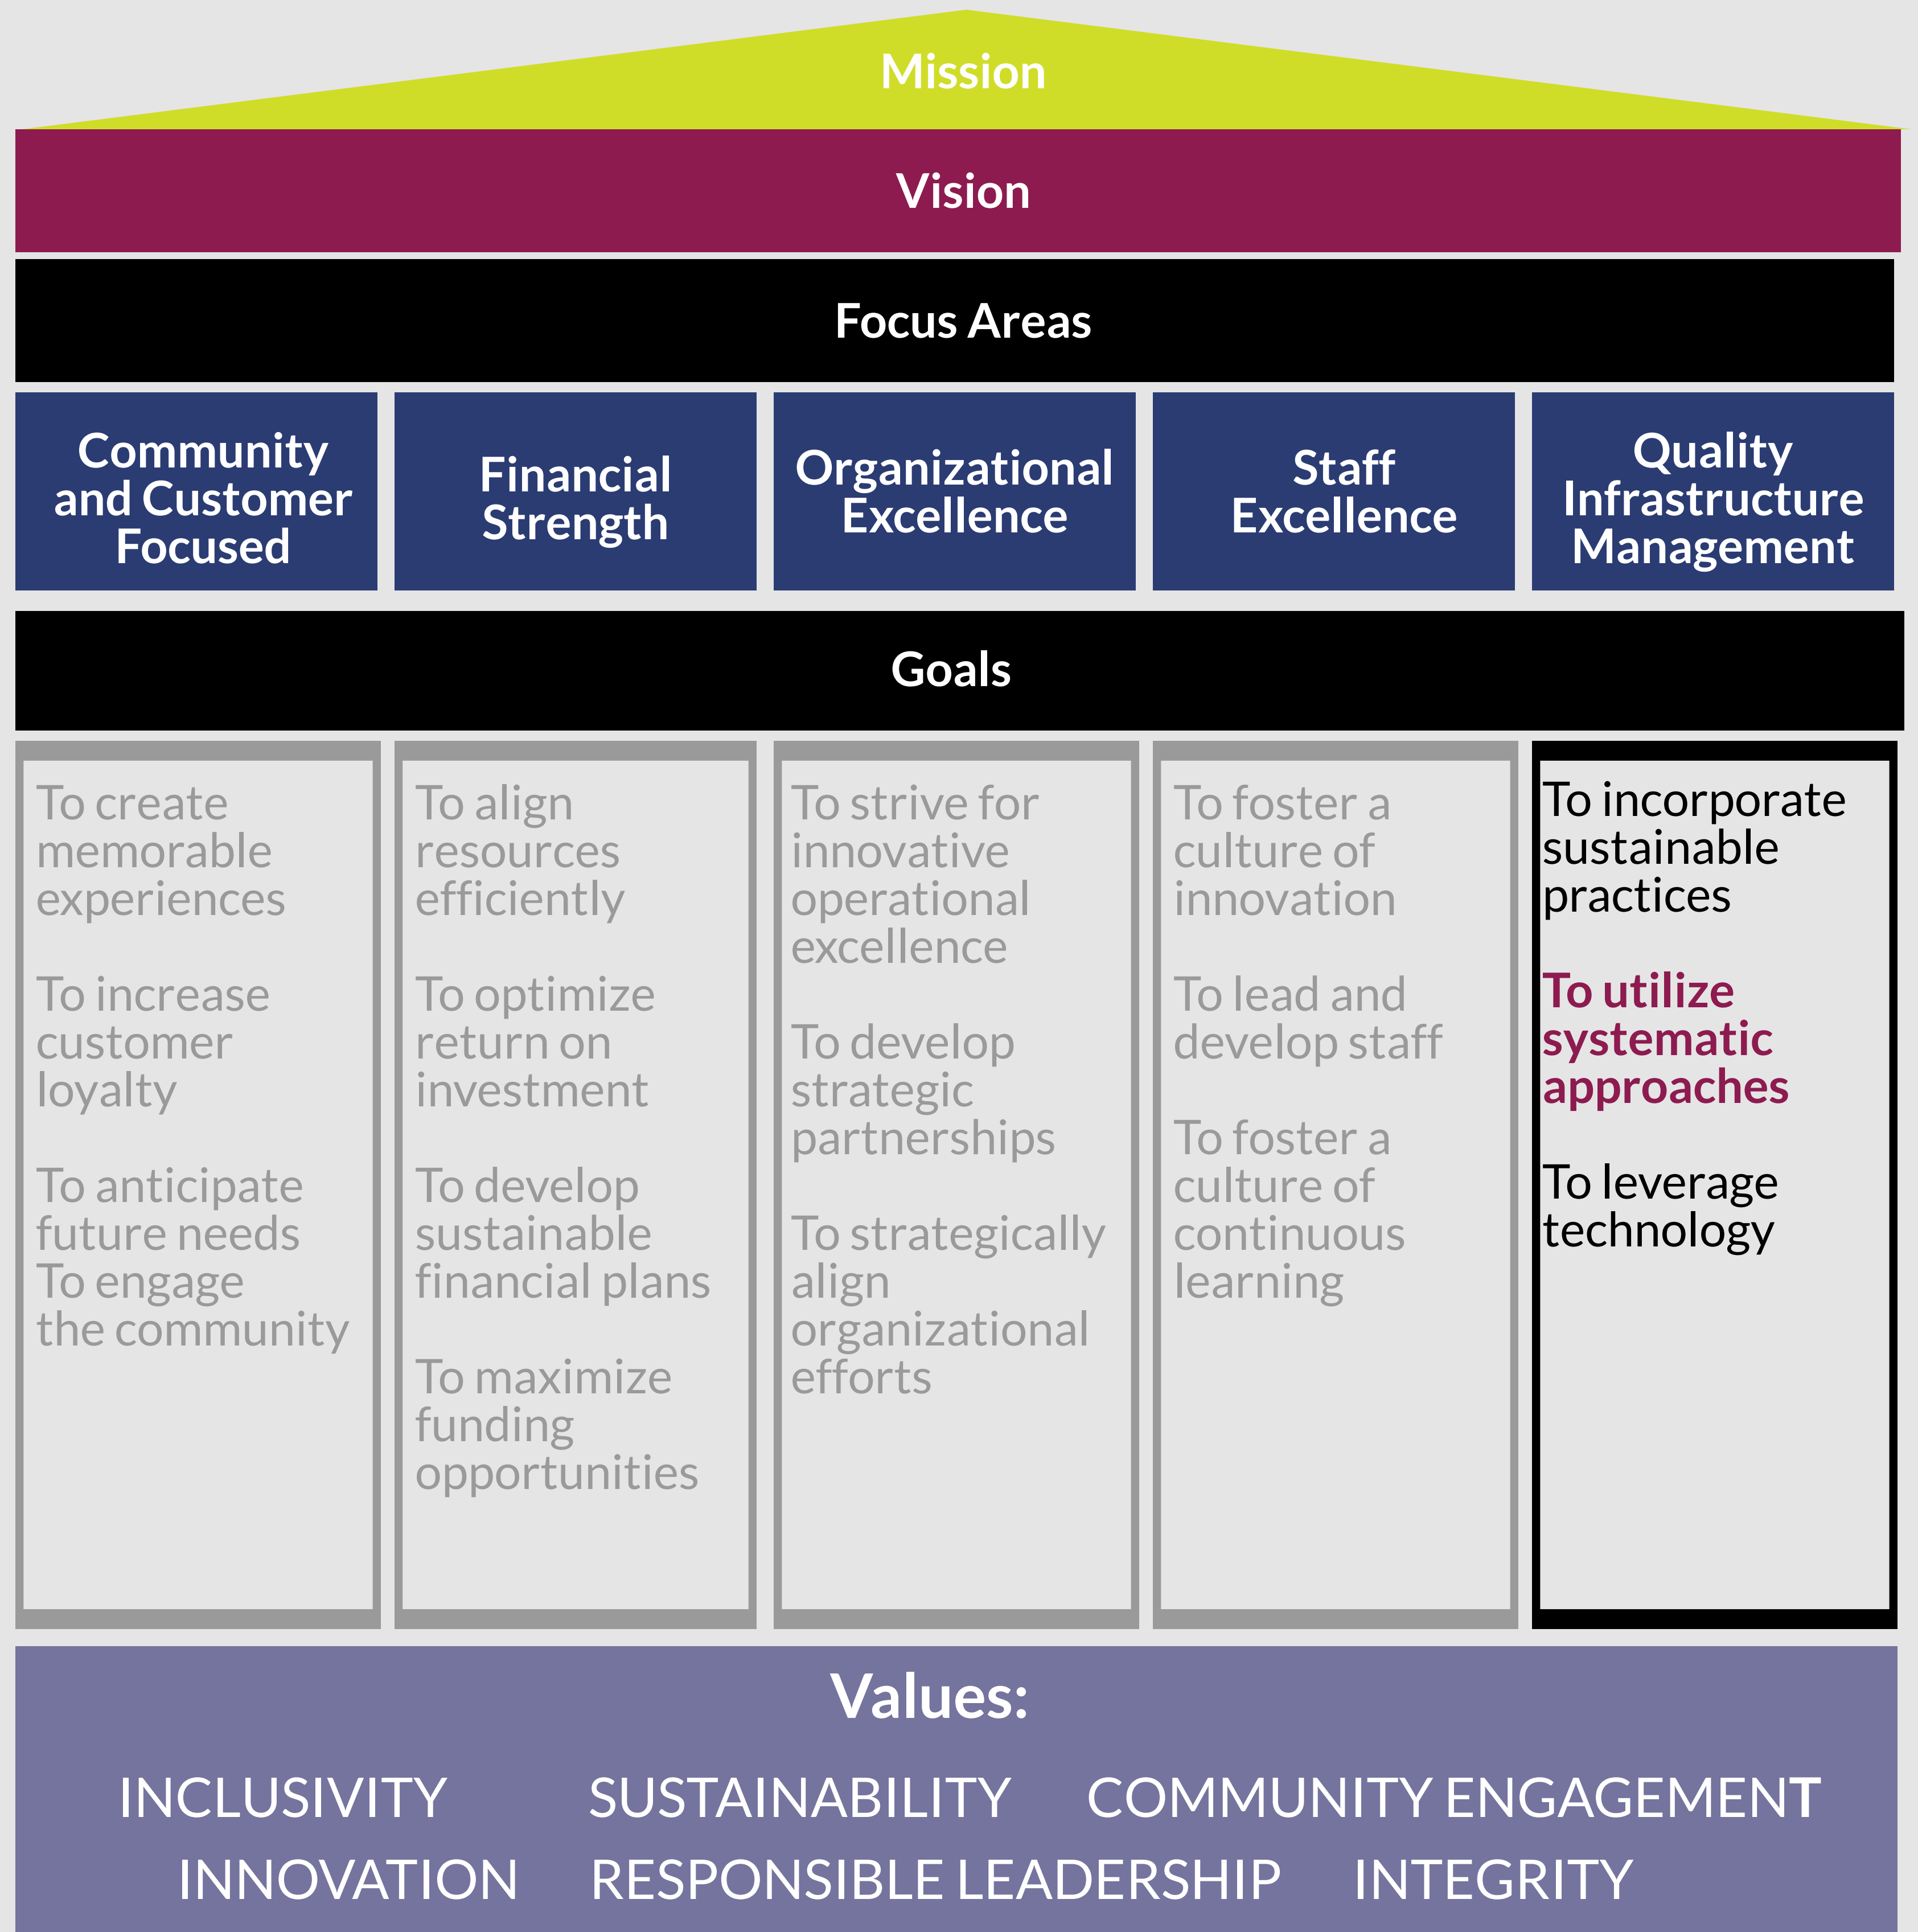 Mission
Vision
Focus Areas
Community
and Customer
Focused
Financial
Strength
Organizational
Excellence
Staff
Excellence
Quality
Infrastructure
Management
Goals
To create
memorable
experiences
To increase
customer
loyalty
To anticipate
future needs
To engage
the community
To align
resources
efficiently
To optimize
return on
investment
To develop
sustainable
financial plans
To maximize
funding
opportunities
To strive for
innovative
operational
excellence
To develop
strategic
partnerships
To strategically
align
organizational
efforts
To foster a
culture of
innovation
To lead and
develop staff
To foster a
culture of
continuous
learning
To incorporate
sustainable
practices
To utilize
systematic
approaches
To leverage
technology
Values:
INCLUSIVITY SUSTAINABILITY COMMUNITY ENGAGEMENT
INNOVATION RESPONSIBLE LEADERSHIP INTEGRITY